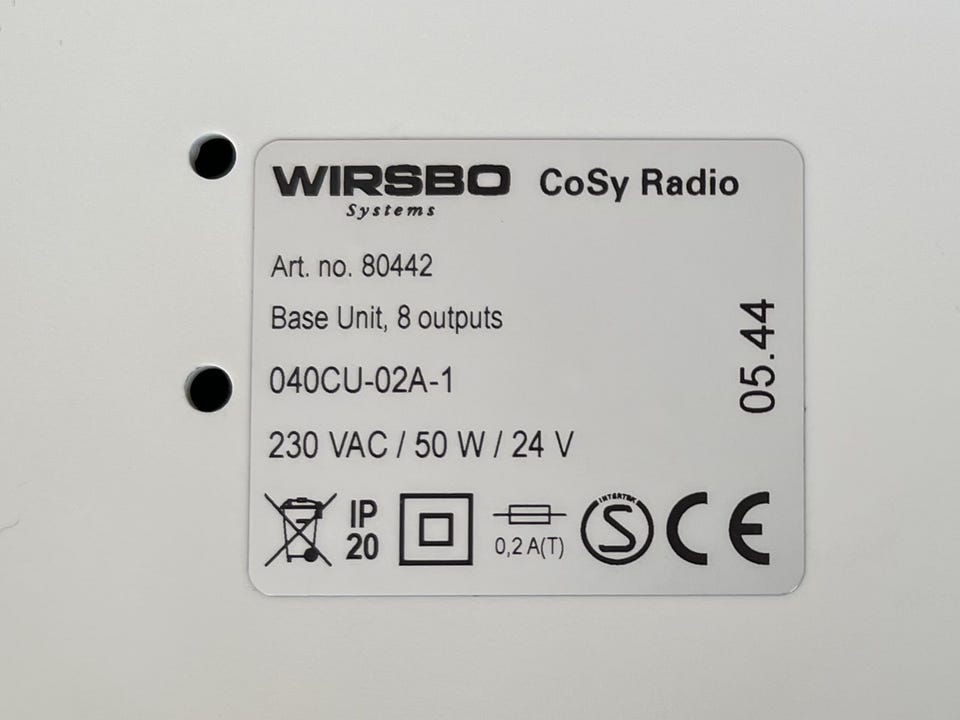 WIRSBO CoSy Radio
Systems
Art. no. 80442
Base Unit, 8 outputs
040CU-02A-1
230 VAC / 50 W / 24 V
05.44
IP
20
0,2 A(T)
INTERTEK
S
CE